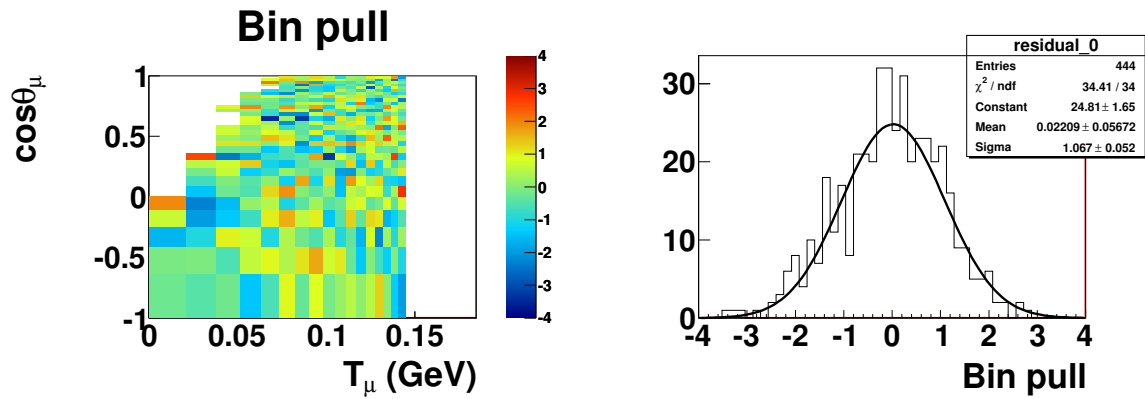 Bin pull
cosθμ
1
0.5
0
-0.5
-1
0
0.05
0.1
0.15
Tμ (GeV)
4
3
2
1
0
-1
-2
-3
-4
residual_0
Entries 444
χ² / ndf 34.41 / 34
Constant 24.81 ± 1.65
Mean 0.02209 ± 0.05672
Sigma 1.067 ± 0.052
30
20
10
0
-4 -3 -2 -1 0 1 2 3 4
Bin pull